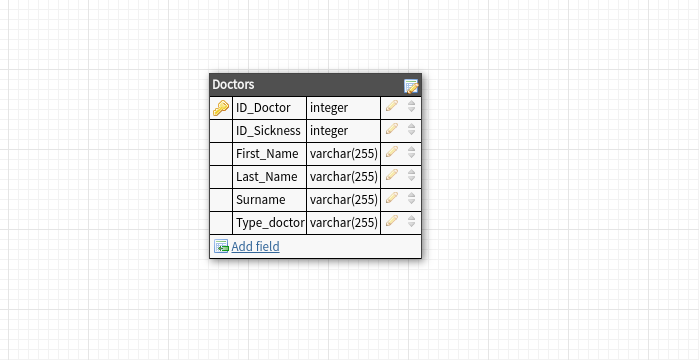 Doctors
ID_Doctor integer
ID_Sickness integer
First_Name varchar(255)
Last_Name varchar(255)
Surname varchar(255)
Type_doctor varchar(255)
Add field